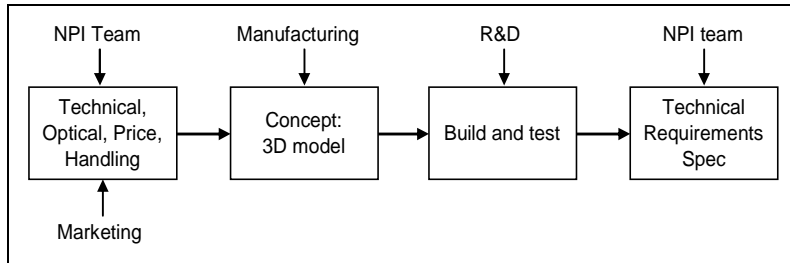 NPI Team
Manufacturing
R&D
NPI team
Technical,
Optical, Price,
Handling
Concept:
3D model
Build and test
Technical
Requirements
Spec
Marketing